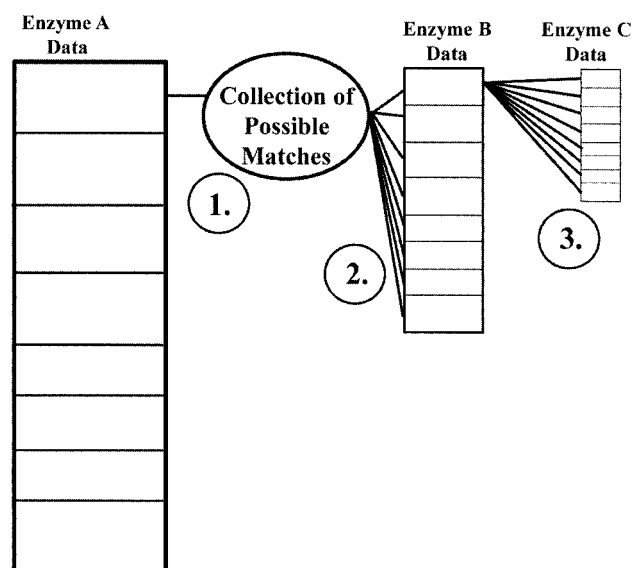 Enzyme A
Data
Enzyme B
Data
Enzyme C
Data
Collection of
Possible
Matches
1.
2.
3.